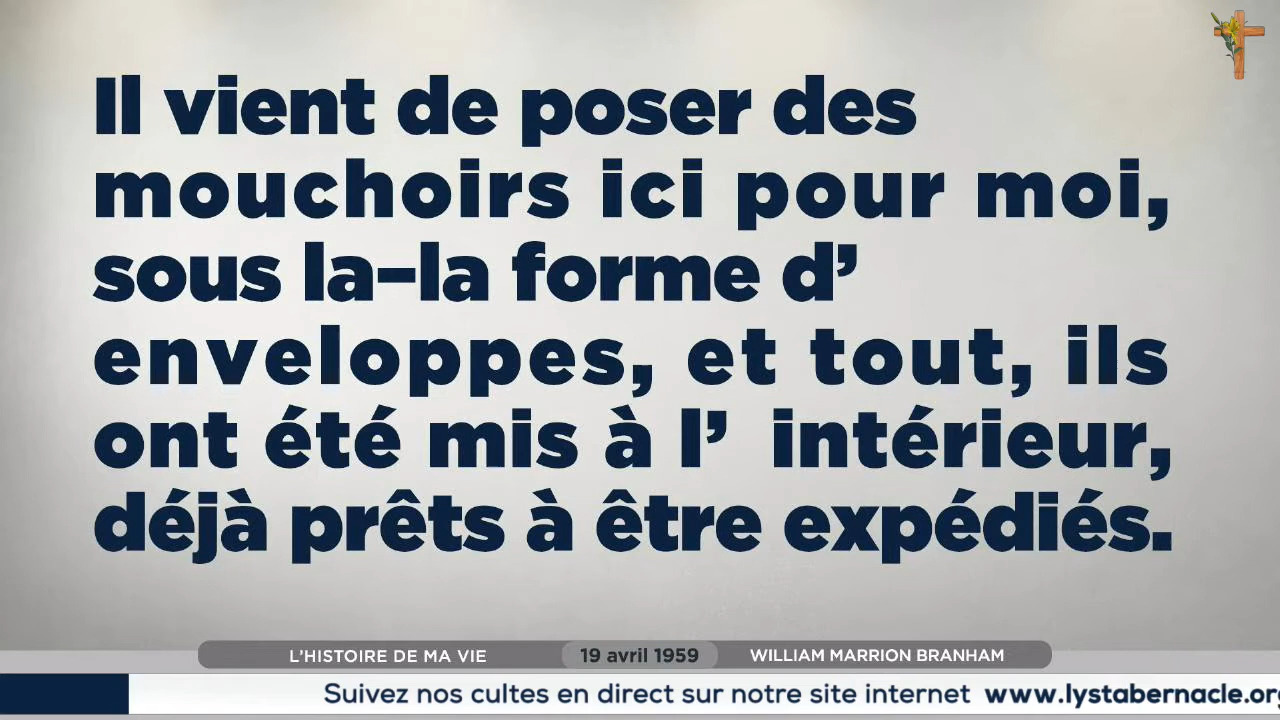 Il vient de poser des
mouchoirs ici pour moi,
sous la–la forme d’
enveloppes, et tout, ils
ont été mis à l’ intérieur,
déjà prêts à être expédiés.
L’HISTOIRE DE MA VIE 19 avril 1959 WILLIAM MARRION BRANHAM
Suivez nos cultes en direct sur notre site internet www.lystabernacle.org